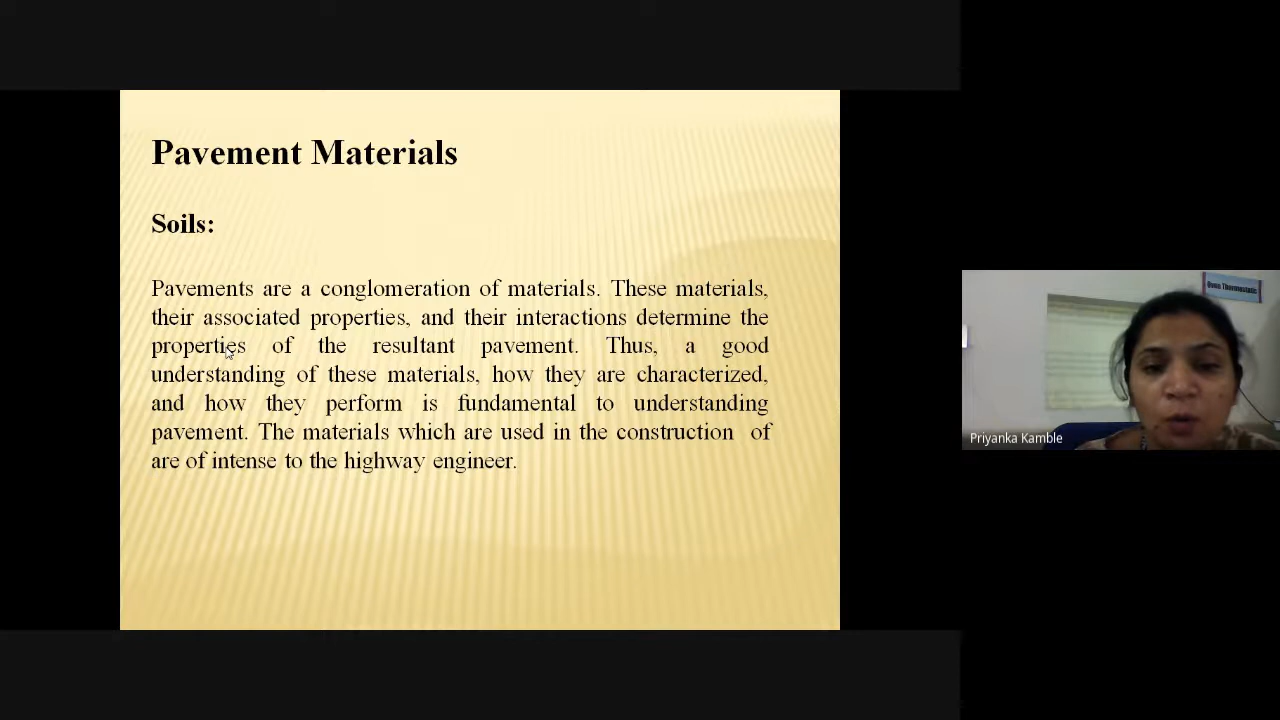 Pavement Materials
Soils:
Pavements are a conglomeration of materials. These materials,
their associated properties, and their interactions determine the
properties of the resultant pavement. Thus, a good
understanding of these materials, how they are characterized,
and how they perform is fundamental to understanding
pavement. The materials which are used in the construction of
are of intense to the highway engineer.
Priyanka Kamble